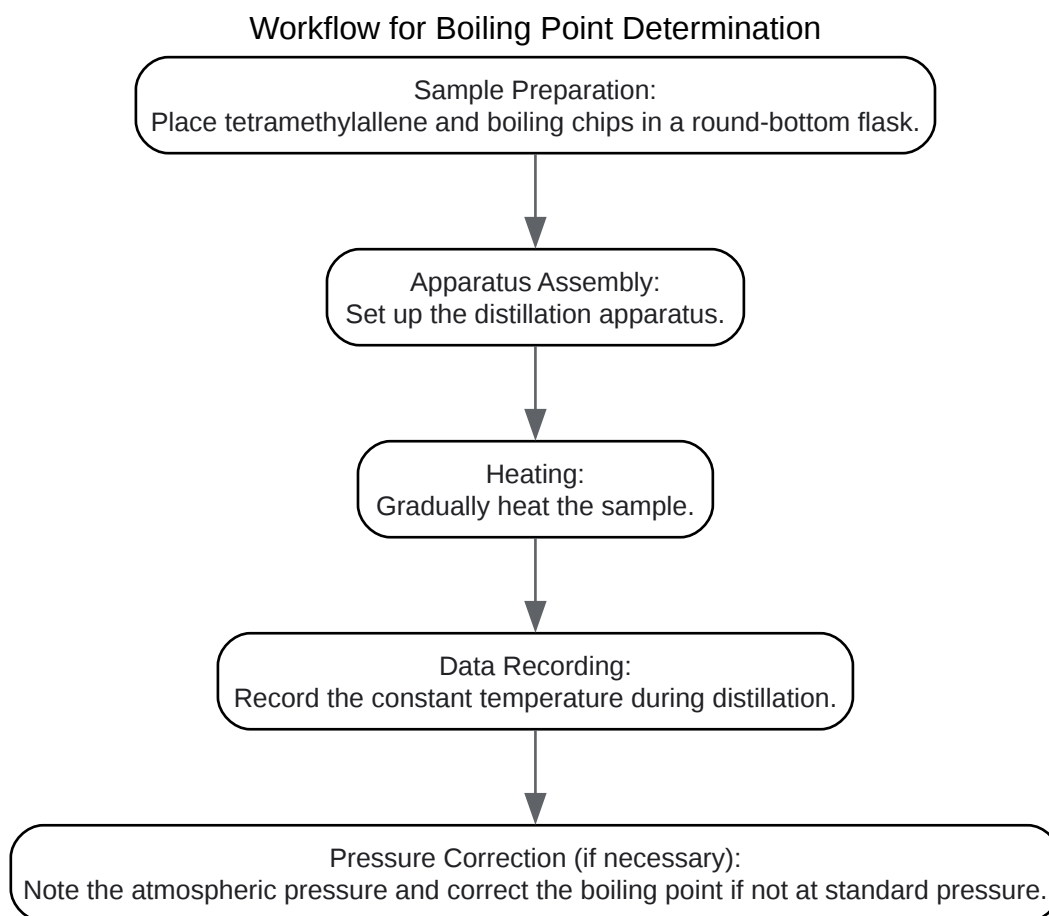 Workflow for Boiling Point Determination
Sample Preparation:
Place tetramethylallene and boiling chips in a round-bottom flask.
Apparatus Assembly:
Set up the distillation apparatus.
Heating:
Gradually heat the sample.
Data Recording:
Record the constant temperature during distillation.
Pressure Correction (if necessary):
Note the atmospheric pressure and correct the boiling point if not at standard pressure.